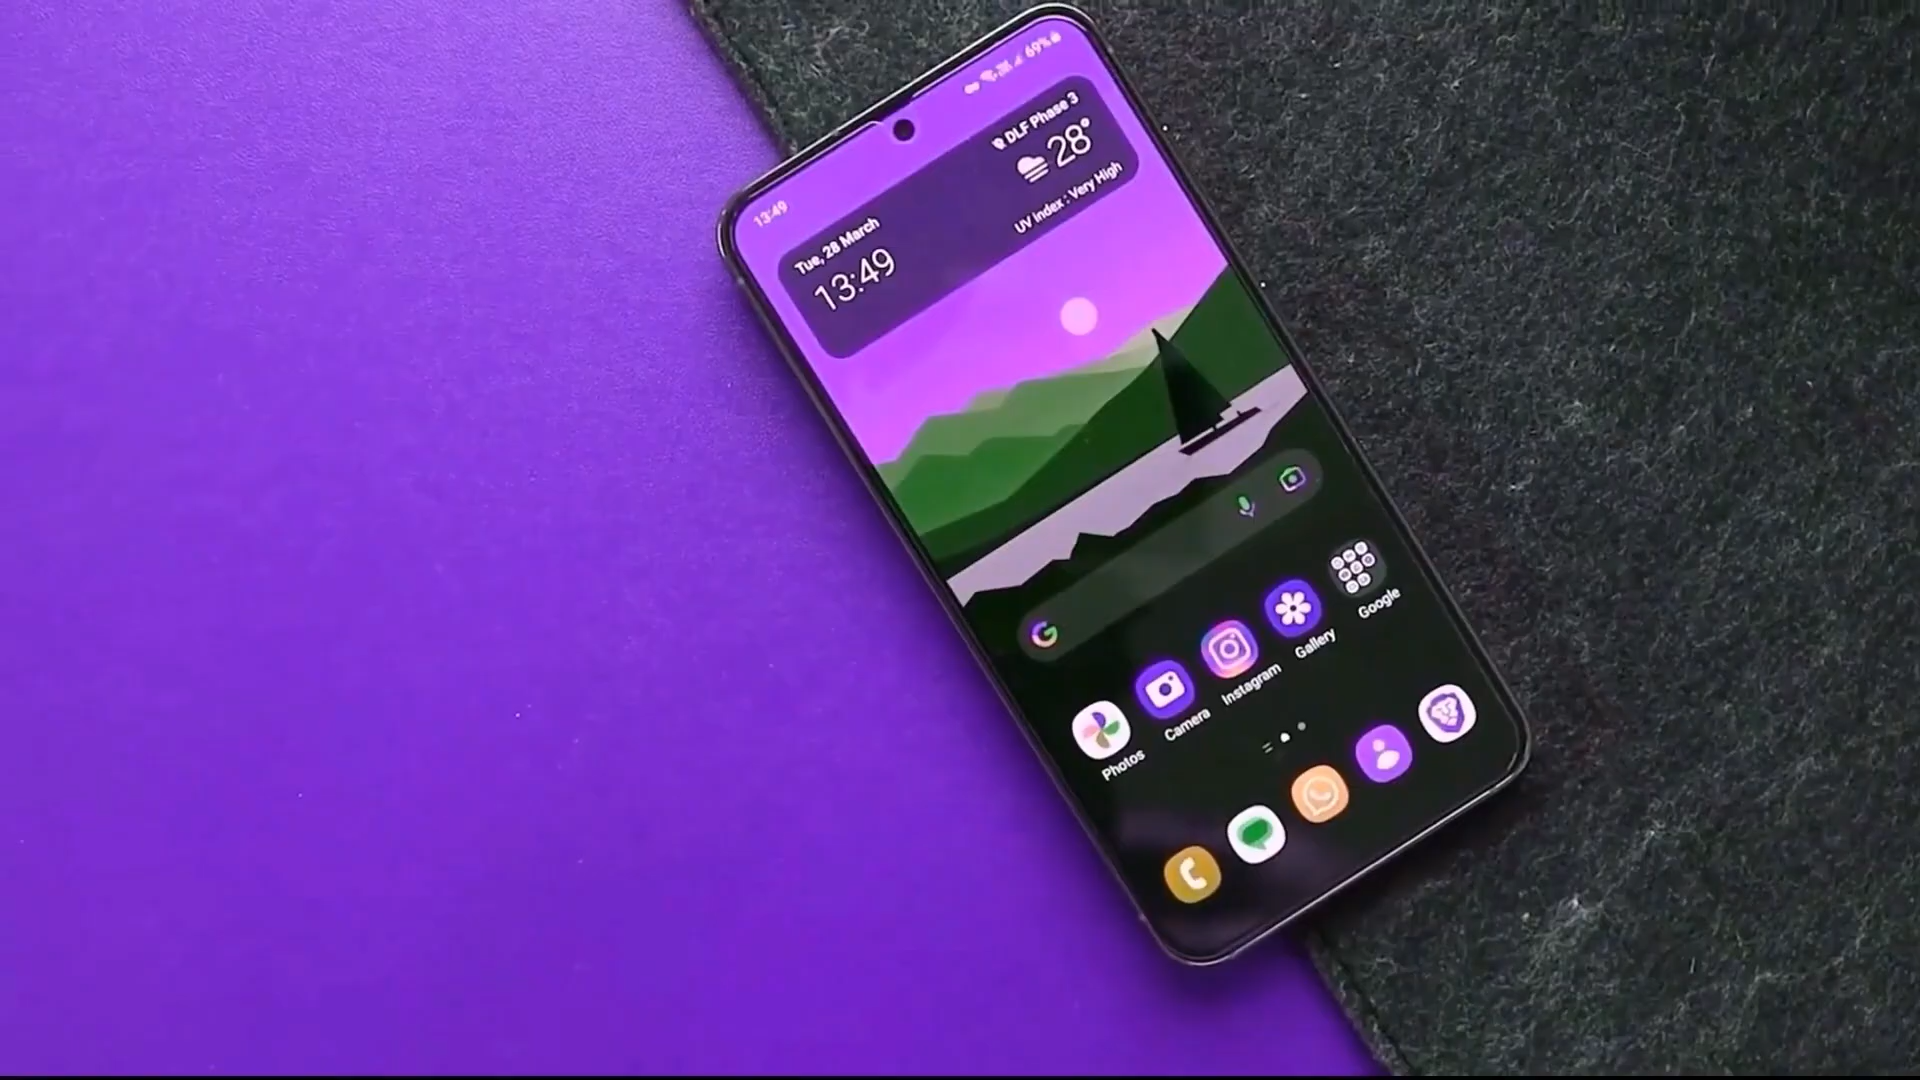 13:49
69%
Tue, 28 March
13:49
DLF Phase 3
28°
UV index : Very High
G
Photos
Camera
Instagram
Gallery
Google